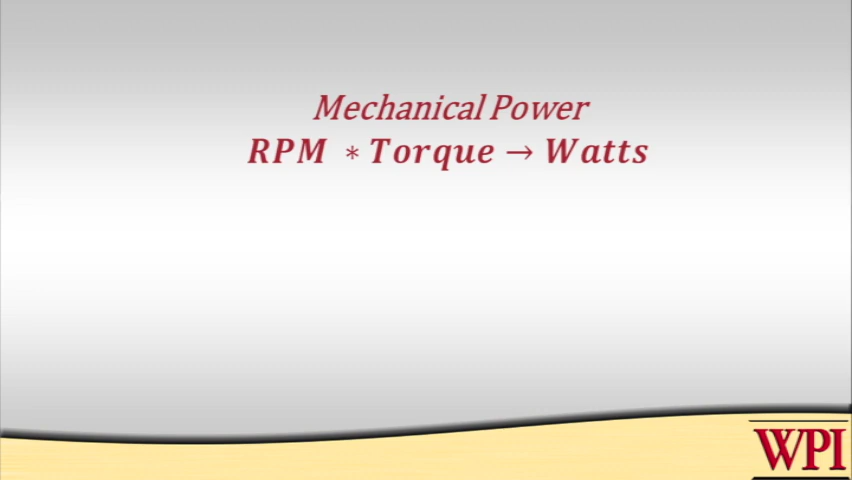 Mechanical Power
RPM * Torque → Watts
WPI